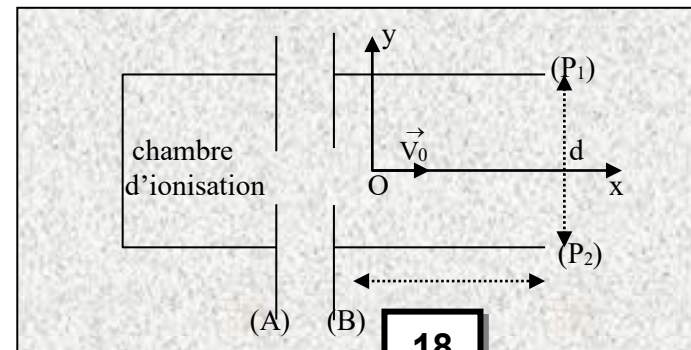 y
(P₁)
chambre
d'ionisation
V₀
d
O
x
(P₂)
(A) (B)
18